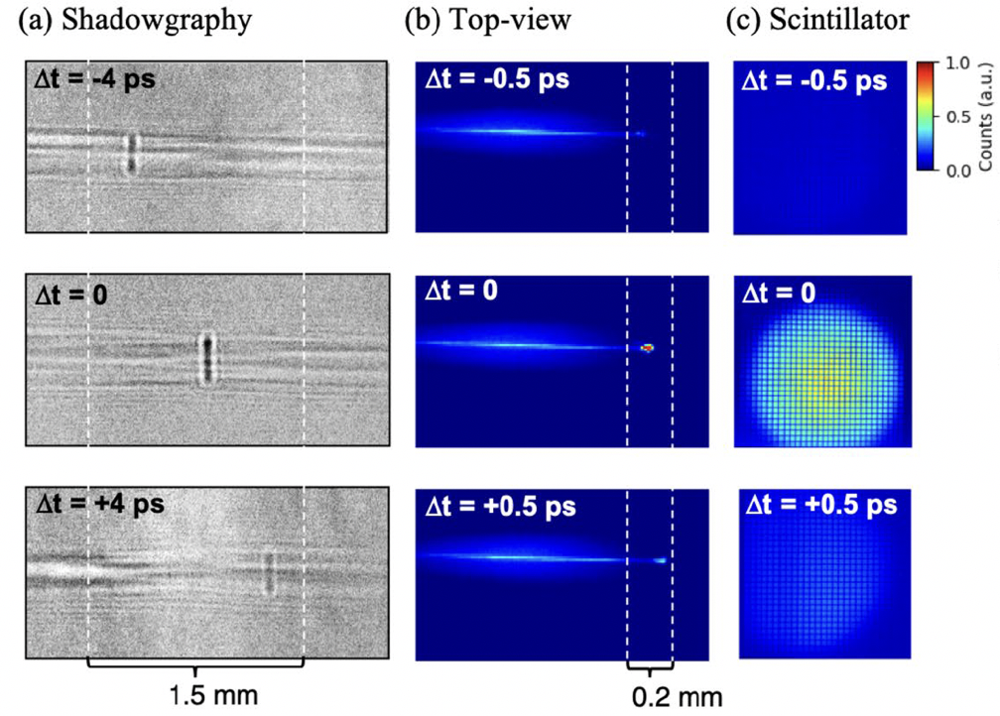 (a) Shadowgraphy
(b) Top-view
(c) Scintillator
Δt = -4 ps
Δt = -0.5 ps
Δt = -0.5 ps
1.0
0.5
0.0
Counts (a.u.)
Δt = 0
Δt = 0
Δt = 0
Δt = +4 ps
Δt = +0.5 ps
Δt = +0.5 ps
1.5 mm
0.2 mm